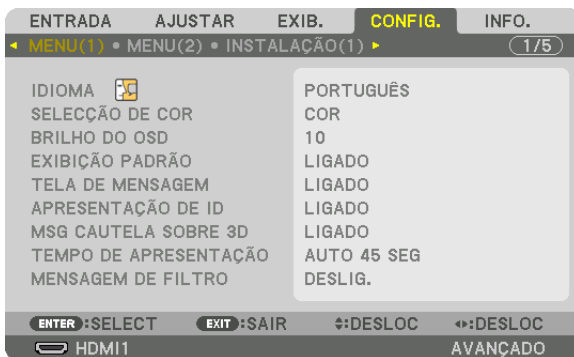 ENTRADA AJUSTAR EXIB. CONFIG. INFO.
MENU(1) • MENU(2) • INSTALAÇÃO(1) 1/5
IDIOMA PORTUGUÊS
SELECÇÃO DE COR COR
BRILHO DO OSD 10
EXIBIÇÃO PADRÃO LIGADO
TELA DE MENSAGEM LIGADO
APRESENTAÇÃO DE ID LIGADO
MSG CAUTELA SOBRE 3D LIGADO
TEMPO DE APRESENTAÇÃO AUTO 45 SEG
MENSAGEM DE FILTRO DESLIG.
ENTER :SELECT EXIT :SAIR :DESLOC :DESLOC
HDMI1 AVANÇADO